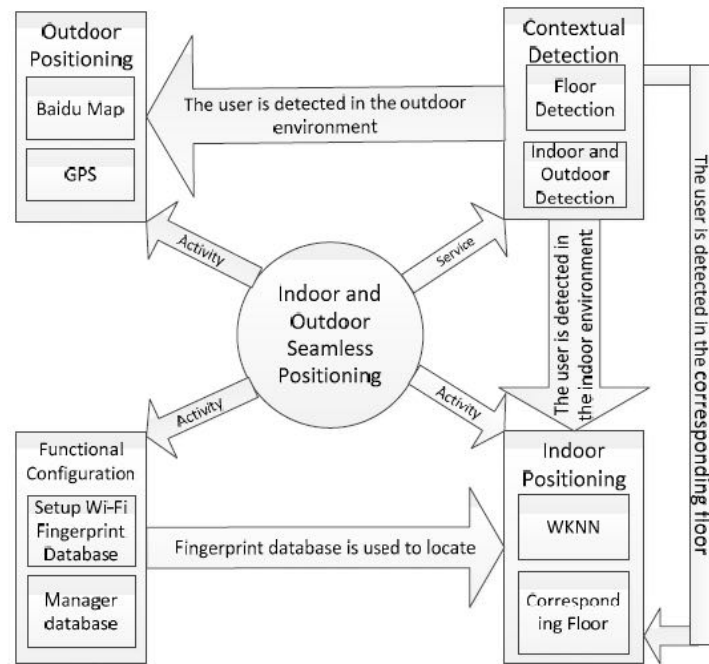 Outdoor
Positioning
Baidu Map
GPS
The user is detected in the outdoor
environment
Contextual
Detection
Floor
Detection
Indoor and
Outdoor
Detection
Activity
Service
Indoor and
Outdoor
Seamless
Positioning
Activity
Activity
The user is detected in
the indoor environment
The user is detected in the corresponding floor
Functional
Configuration
Setup Wi-Fi
Fingerprint
Database
Manager
database
Fingerprint database is used to locate
Indoor
Positioning
WKNN
Correspond
ing Floor